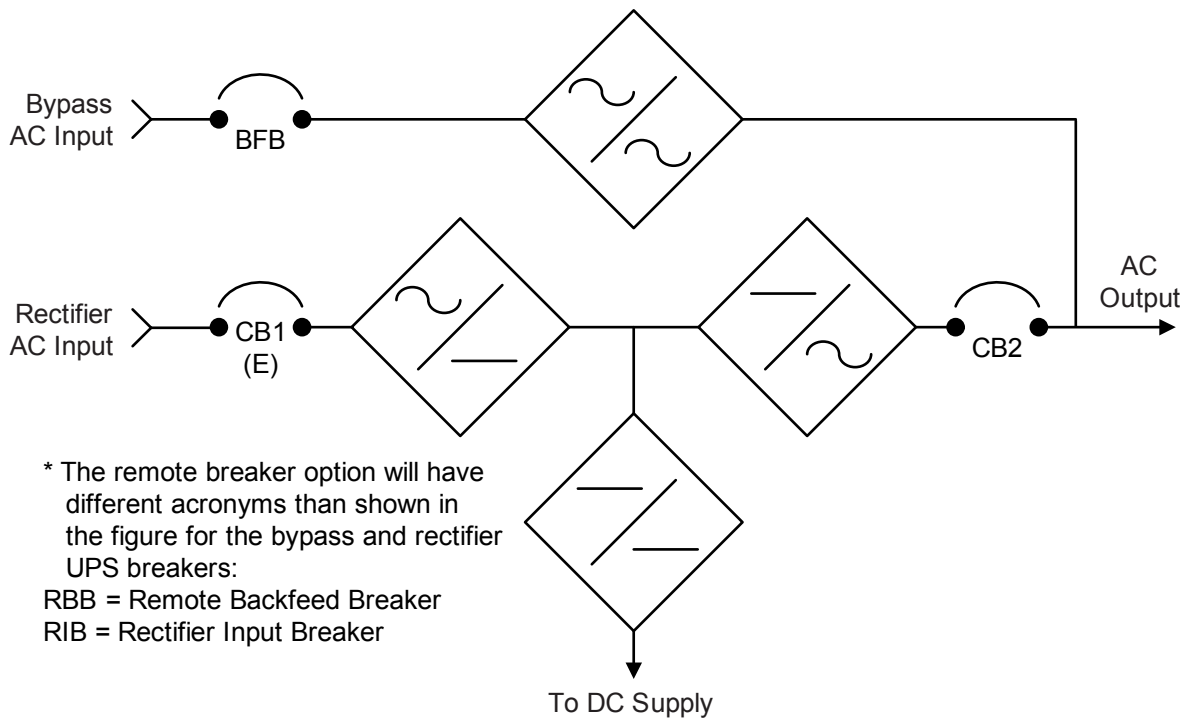 Bypass
AC Input
BFB
Rectifier
AC Input
CB1
(E)
CB2
AC
Output
* The remote breaker option will have
different acronyms than shown in
the figure for the bypass and rectifier
UPS breakers:
RBB = Remote Backfeed Breaker
RIB = Rectifier Input Breaker
To DC Supply